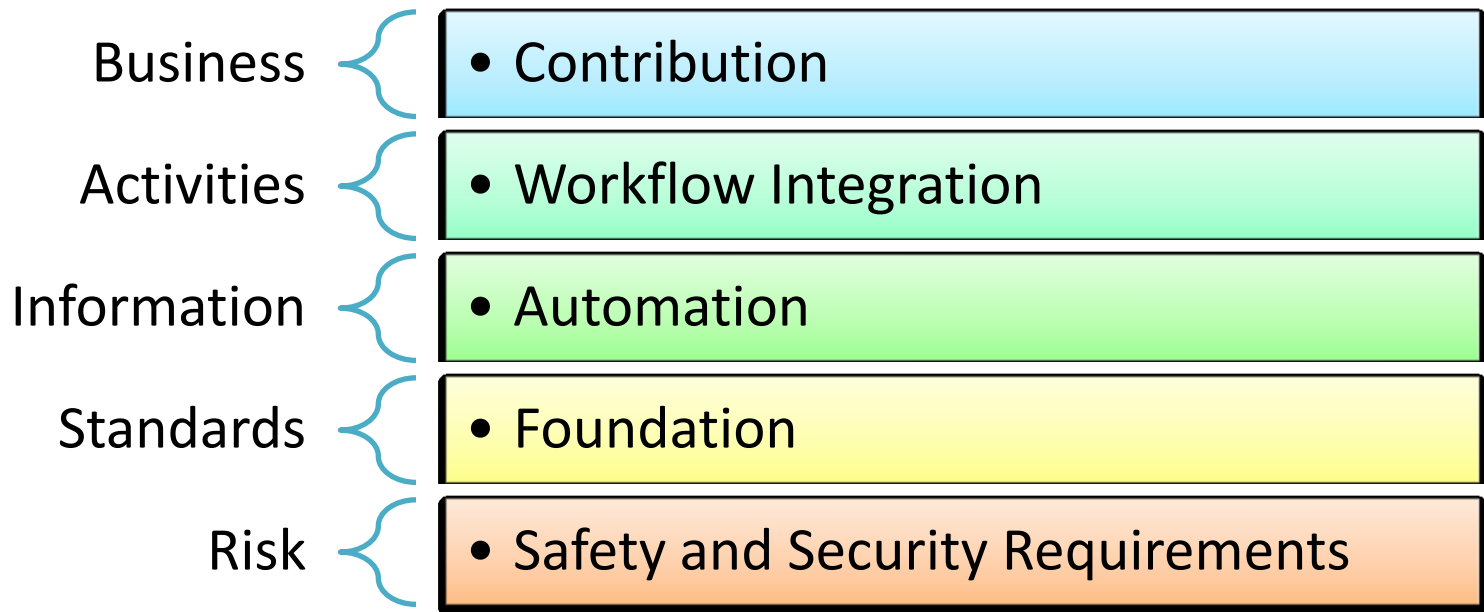 Business
• Contribution
Activities
• Workflow Integration
Information
• Automation
Standards
• Foundation
Risk
• Safety and Security Requirements